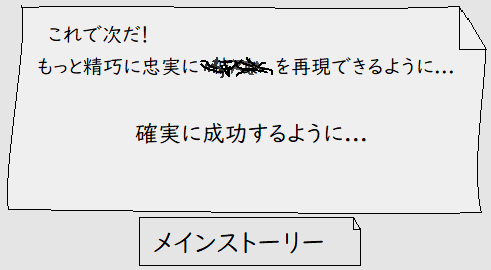 これで次だ!
もっと精巧に忠実に を再現できるように...
確実に成功するように...
メインストーリー